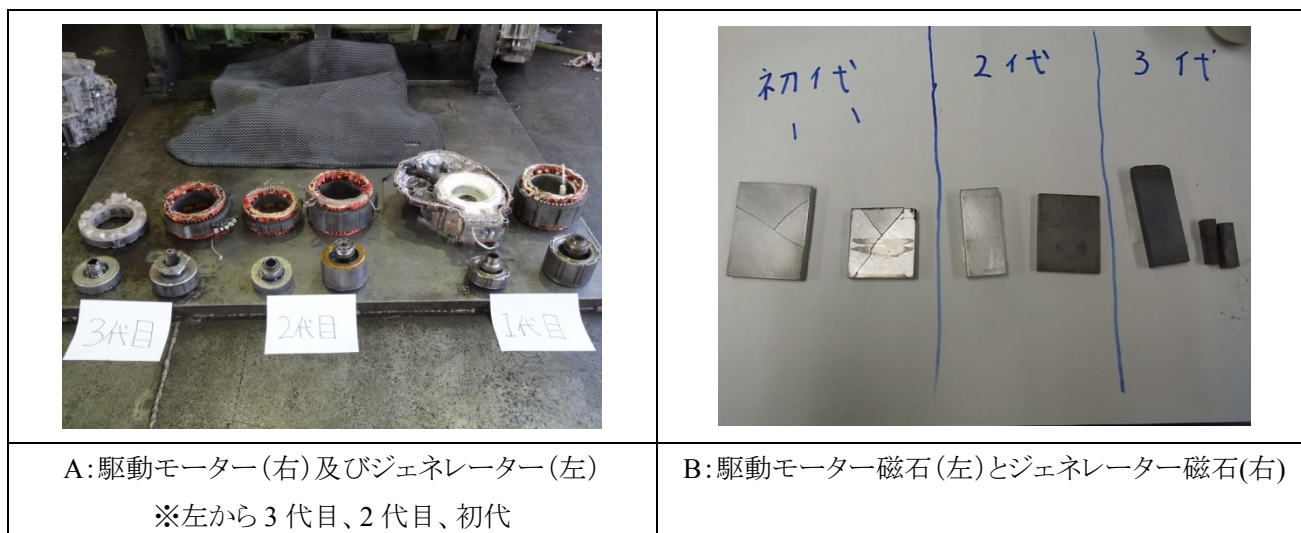 3代目
2代目
1代目
初代
2代
3代
A:駆動モーター(右)及びジェネレーター(左)
※左から3代目、2代目、初代
B:駆動モーター磁石(左)とジェネレーター磁石(右)